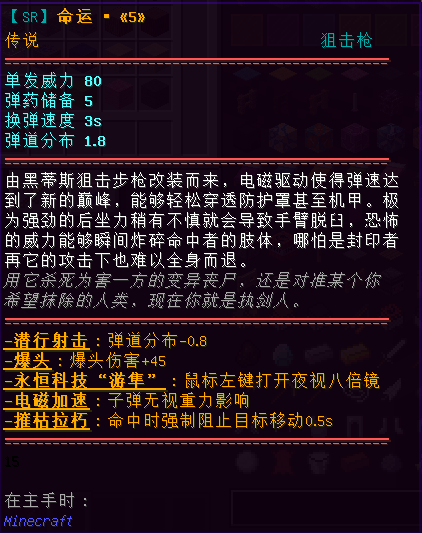 【SR】命运 · 《5》
传说 狙击枪
单发威力 80
弹药储备 5
换弹速度 3s
弹道分布 1.8
由黑蒂斯狙击步枪改装而来，电磁驱动使得弹速达
到了新的巅峰，能够轻松穿透防护罩甚至机甲。极
为强劲的后坐力稍有不慎就会导致手臂脱臼，恐怖
的威力能够瞬间炸碎命中者的肢体，哪怕是封印者
再它的攻击下也难以全身而退。
用它杀死为害一方的变异丧尸，还是对准某个你
希望抹除的人类，现在你就是执剑人。
-潜行射击：弹道分布-0.8
-爆头：爆头伤害+45
-永恒科技“游隼”：鼠标左键打开夜视八倍镜
-电磁加速：子弹无视重力影响
-摧枯拉朽：命中时强制阻止目标移动0.5s
15
在主手时：
Minecraft